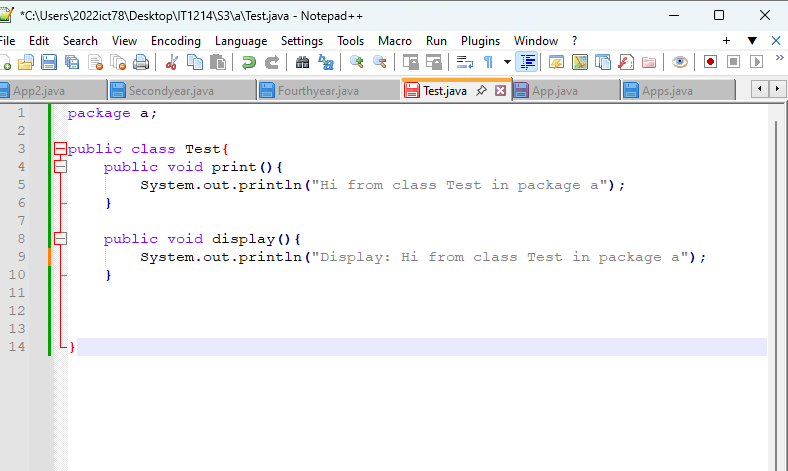 *C:\Users\2022ict78\Desktop\IT1214\S3\a\Test.java - Notepad++
File Edit Search View Encoding Language Settings Tools Macro Run Plugins Window ?
App2.java Secondyear.java Fourthyear.java Test.java App.java Apps.java
1 package a;
2
3 public class Test{
4 public void print(){
5 System.out.println("Hi from class Test in package a");
6 }
7
8 public void display(){
9 System.out.println("Display: Hi from class Test in package a");
10 }
11
12
13
14 }